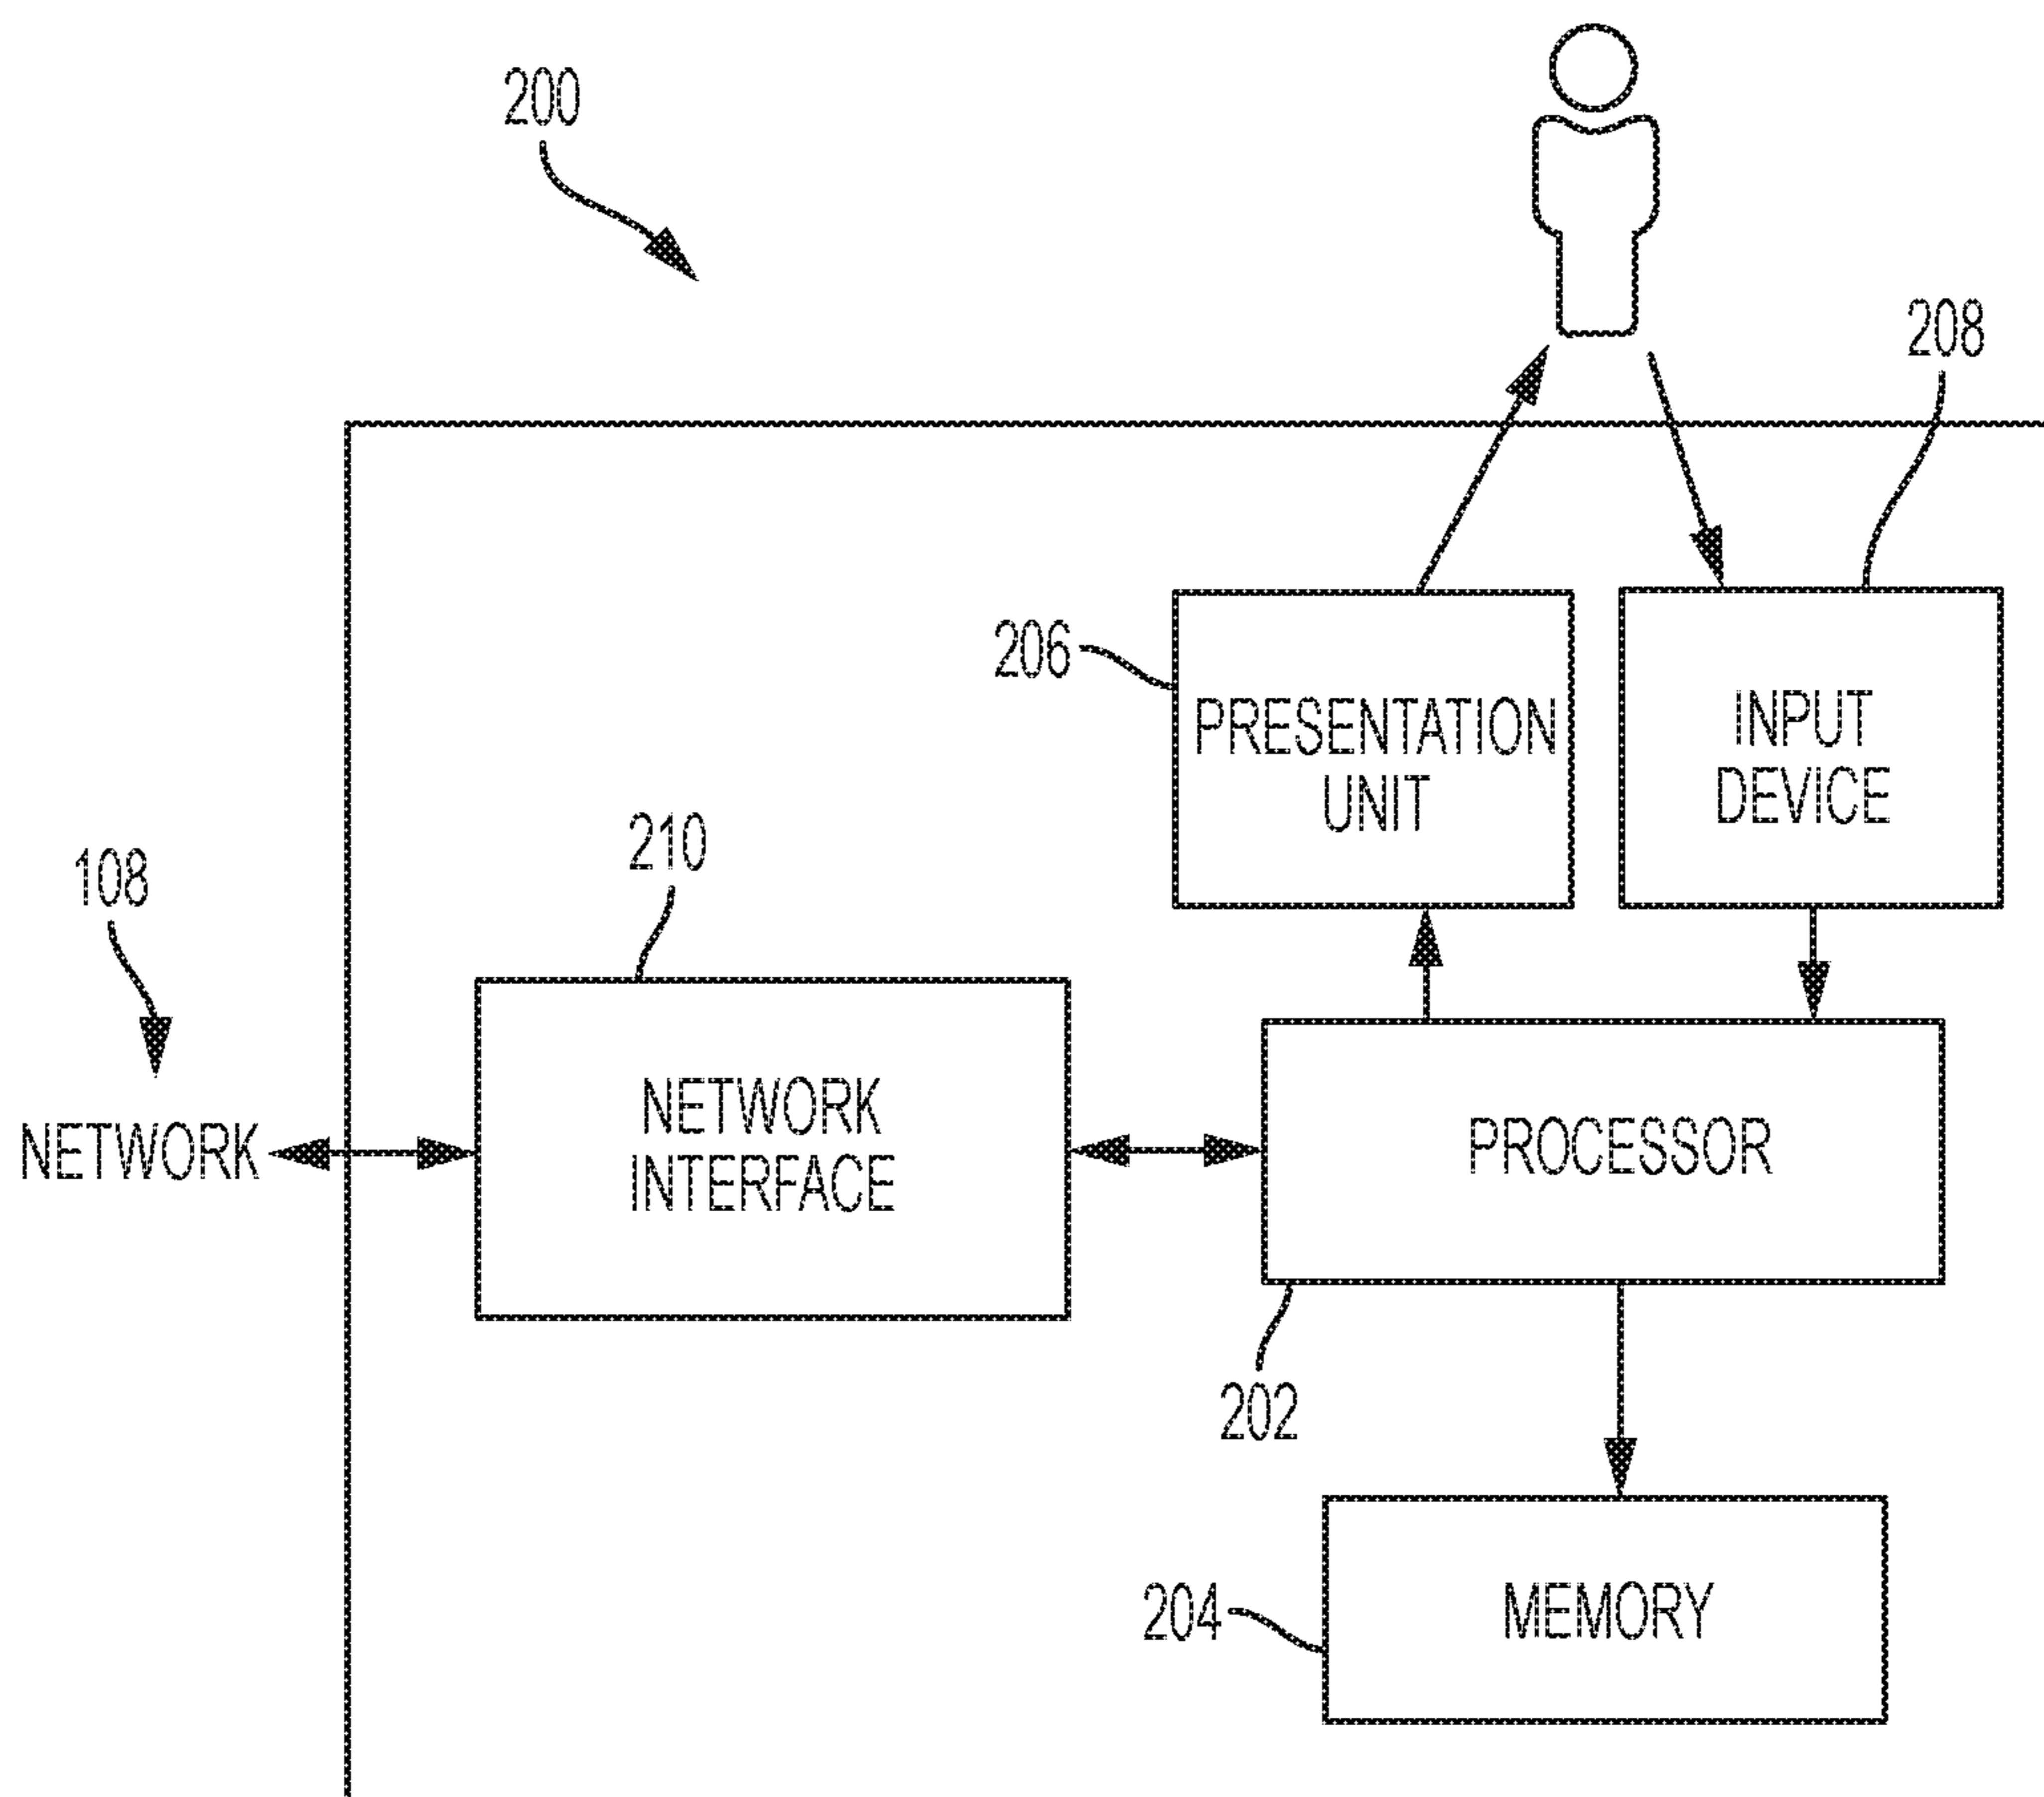 200
208
206
PRESENTATION
UNIT
INPUT
DEVICE
210
108
NETWORK
INTERFACE
NETWORK
PROCESSOR
202
204
MEMORY